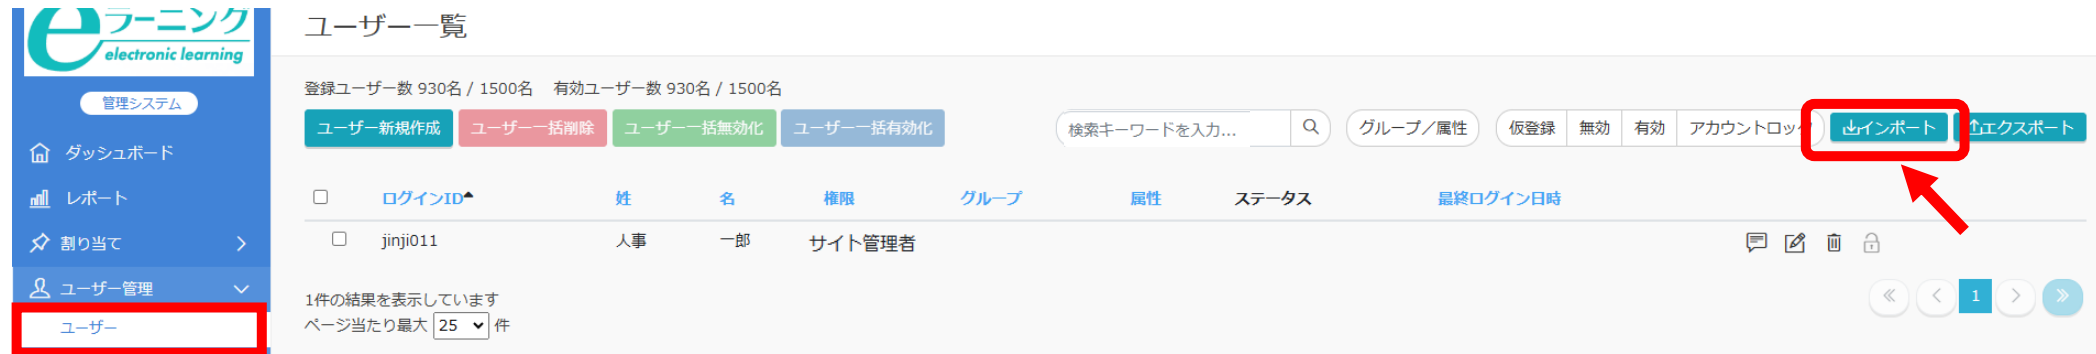 eラーニング
electronic learning
管理システム
ダッシュボード
レポート
割り当て
ユーザー管理
ユーザー
ユーザー一覧
登録ユーザー数 930名 / 1500名 有効ユーザー数 930名 / 1500名
ユーザー新規作成 ユーザー一括削除 ユーザー一括無効化 ユーザー一括有効化 検索キーワードを入力... グループ／属性 仮登録 無効 有効 アカウントロック インポート エクスポート
ログインID 姓 名 権限 グループ 属性 ステータス 最終ログイン日時
jinji011 人事 一郎 サイト管理者
1件の結果を表示しています
ページ当たり最大 25 件
« < 1 > »